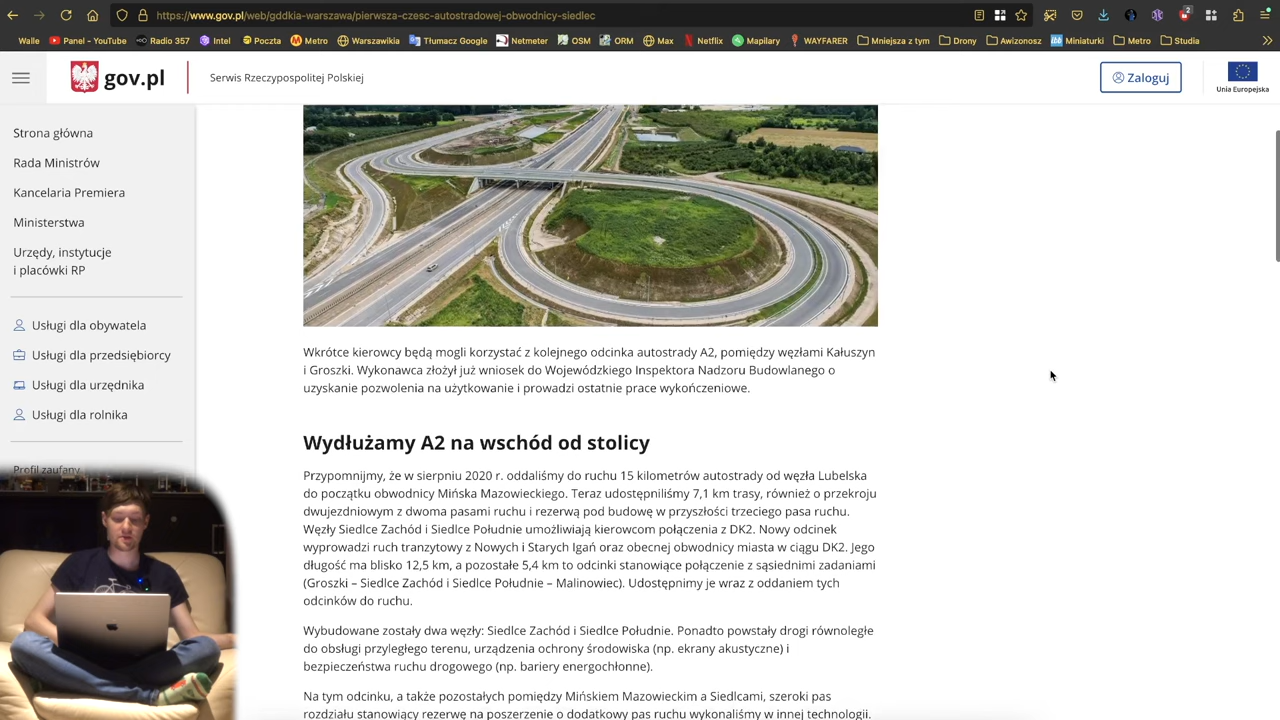 https://www.gov.pl/web/gddkia-warszawa/pierwsza-czesc-autostradowej-obwodnicy-siedlec
2
Walle Panel - YouTube Radio 357 Intel Poczta Metro Warszawikia Tłumacz Google Netmeter OSM ORM Max Netflix Mapilary WAYFARER Mniejsza z tym Drony Awizonosz Miniaturki Metro Studia
gov.pl
Serwis Rzeczypospolitej Polskiej
Zaloguj
Unia Europejska
Strona główna
Rada Ministrów
Kancelaria Premiera
Ministerstwa
Urzędy, instytucje
i placówki RP
Usługi dla obywatela
Usługi dla przedsiębiorcy
Usługi dla urzędnika
Usługi dla rolnika
Profil zaufany
Wkrótce kierowcy będą mogli korzystać z kolejnego odcinka autostrady A2, pomiędzy węzłami Kałuszyn
i Groszki. Wykonawca złożył już wniosek do Wojewódzkiego Inspektora Nadzoru Budowlanego o
uzyskanie pozwolenia na użytkowanie i prowadzi ostatnie prace wykończeniowe.
Wydłużamy A2 na wschód od stolicy
Przypomnijmy, że w sierpniu 2020 r. oddaliśmy do ruchu 15 kilometrów autostrady od węzła Lubelska
do początku obwodnicy Mińska Mazowieckiego. Teraz udostępniliśmy 7,1 km trasy, również o przekroju
dwujezdniowym z dwoma pasami ruchu i rezerwą pod budowę w przyszłości trzeciego pasa ruchu.
Węzły Siedlce Zachód i Siedlce Południe umożliwiają kierowcom połączenia z DK2. Nowy odcinek
wyprowadzi ruch tranzytowy z Nowych i Starych Igań oraz obecnej obwodnicy miasta w ciągu DK2. Jego
długość ma blisko 12,5 km, a pozostałe 5,4 km to odcinki stanowiące połączenie z sąsiednimi zadaniami
(Groszki – Siedlce Zachód i Siedlce Południe – Malinowiec). Udostępnimy je wraz z oddaniem tych
odcinków do ruchu.
Wybudowane zostały dwa węzły: Siedlce Zachód i Siedlce Południe. Ponadto powstały drogi równoległe
do obsługi przyległego terenu, urządzenia ochrony środowiska (np. ekrany akustyczne) i
bezpieczeństwa ruchu drogowego (np. bariery energochłonne).
Na tym odcinku, a także pozostałych pomiędzy Mińskiem Mazowieckim a Siedlcami, szeroki pas
rozdziału stanowiący rezerwę na poszerzenie o dodatkowy pas ruchu wykonaliśmy w innej technologii.